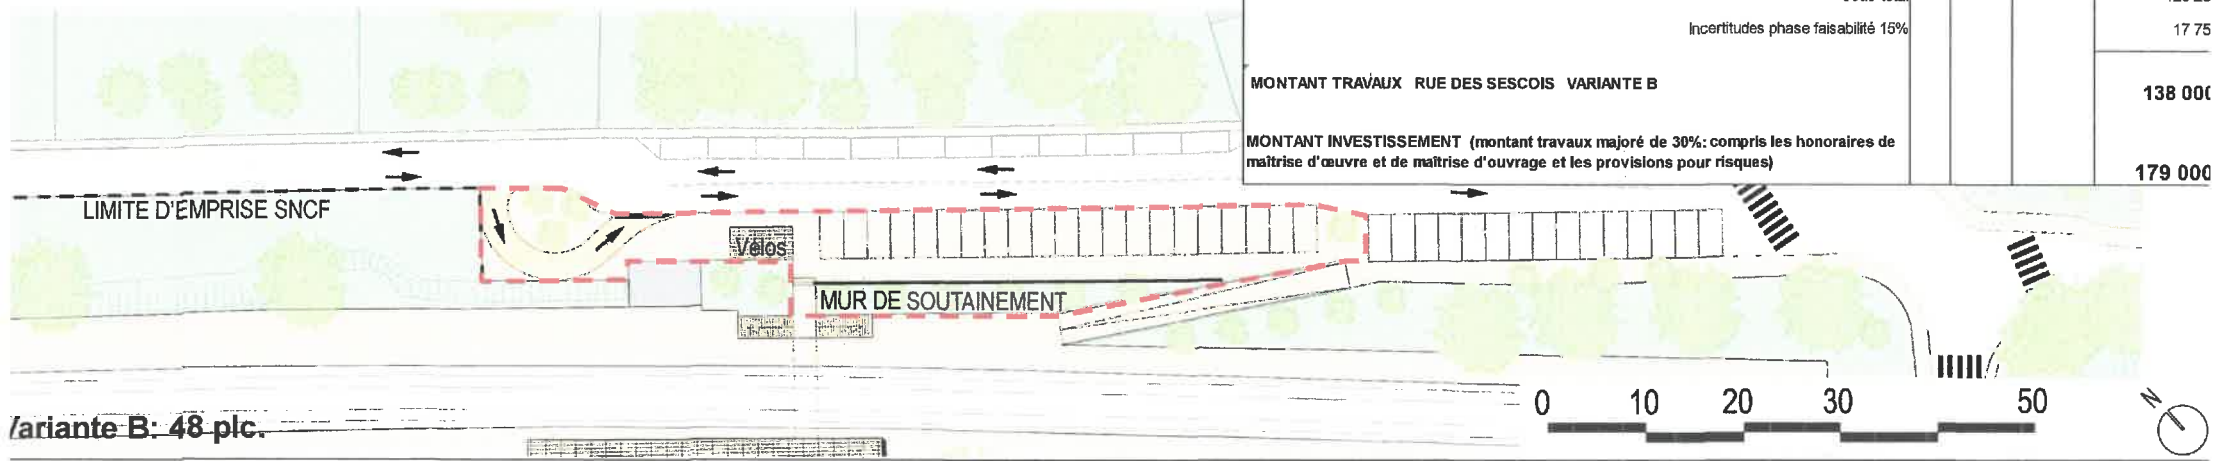 Incertitudes phase faisabilité 15% 17 75
MONTANT TRAVAUX RUE DES SESCOIS VARIANTE B 138 000
MONTANT INVESTISSEMENT (montant travaux majoré de 30%: compris les honoraires de
maîtrise d'œuvre et de maîtrise d'ouvrage et les provisions pour risques)
179 000
LIMITE D'EMPRISE SNCF
Vélos
MUR DE SOUTAINEMENT
0 10 20 30 50
N
Variante B: 48 plc.